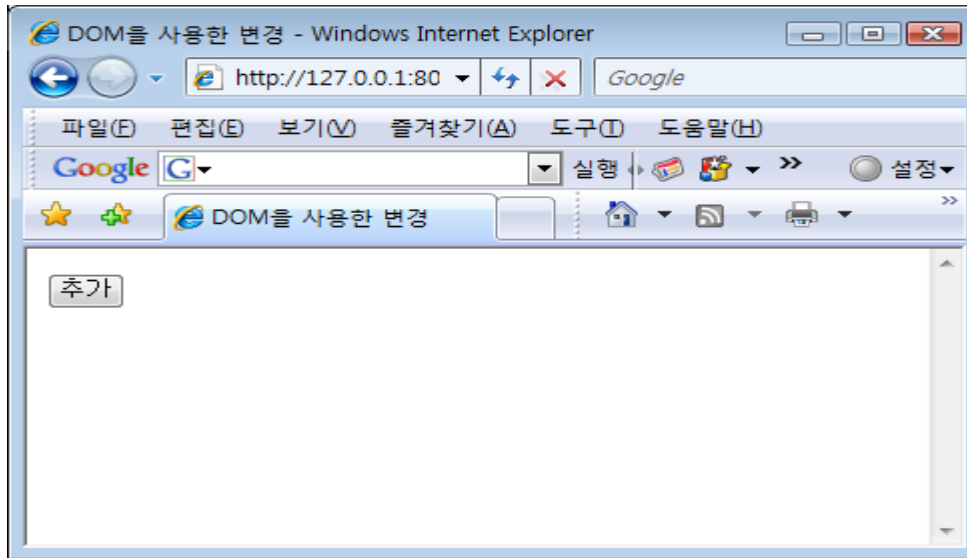 DOM을 사용한 변경 - Windows Internet Explorer
http://127.0.0.1:80 Google
파일(F) 편집(E) 보기(V) 즐겨찾기(A) 도구(T) 도움말(H)
Google G 실행 » 설정
DOM을 사용한 변경 »
추가